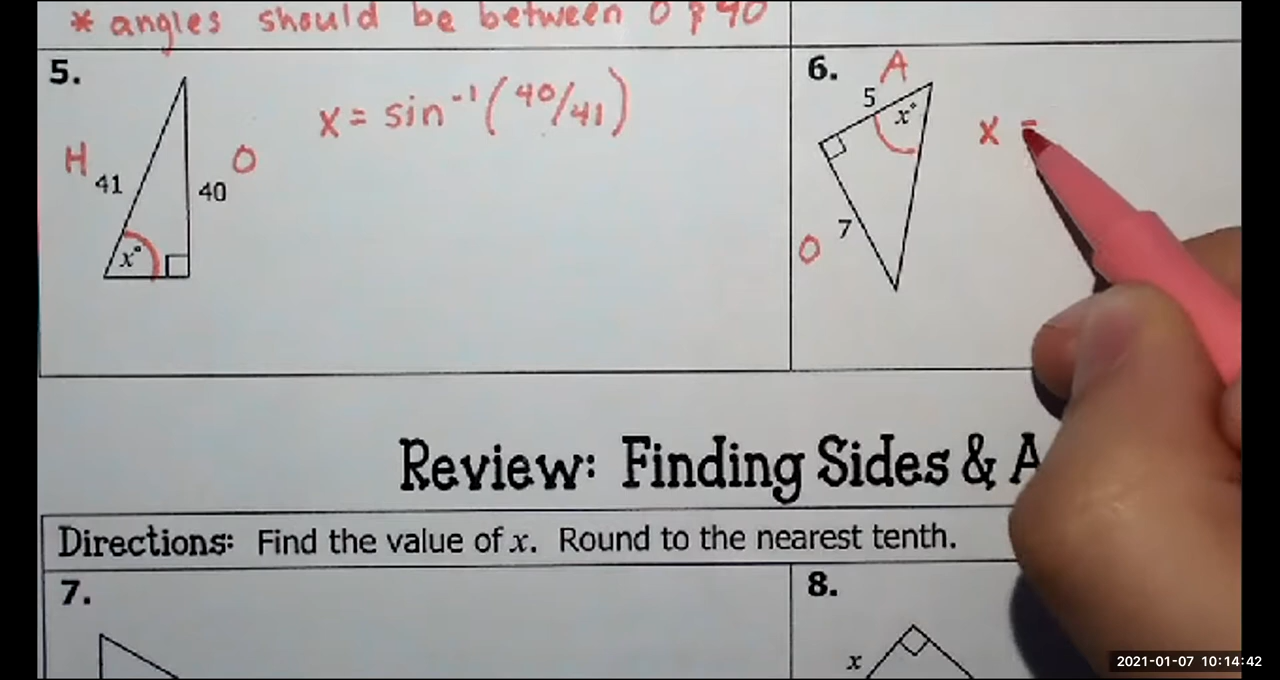 * angles should be between 0 & 90
5.
H
41
40
O
x°
x = sin⁻¹ (40/41)
6.
A
5
x°
7
O
x =
Review: Finding Sides & A
Directions: Find the value of x. Round to the nearest tenth.
7.
8.
x
2021-01-07 10:14:42